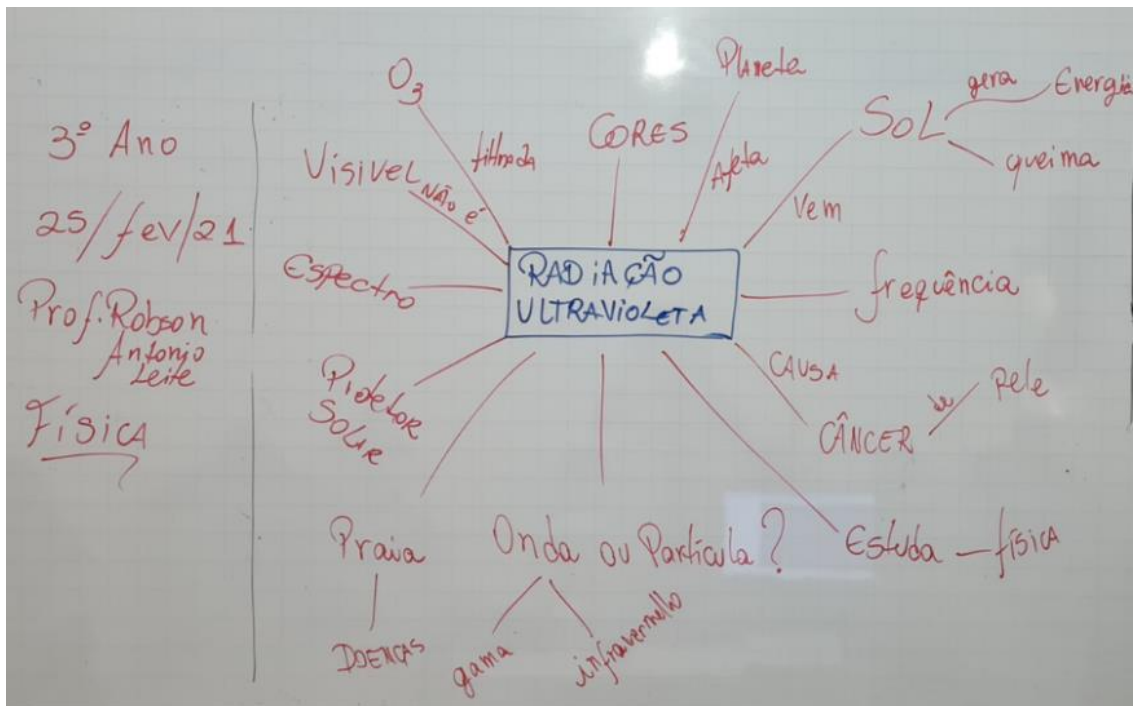 3º Ano
25/fev/21
Prof. Robson
Antonio
Leite
Física
O3
filtrada
Visivel
NÃO é
CORES
Planeta
Afeta
SOL
gera
Energia
queima
Vem
Espectro
RADIAÇÃO
ULTRAVIOLETA
frequência
Protetor
SOLAR
CAUSA
CÂNCER
de
Pele
Praia
DOENÇAS
Onda ou Partícula?
gama
infravermelho
Estuda — física